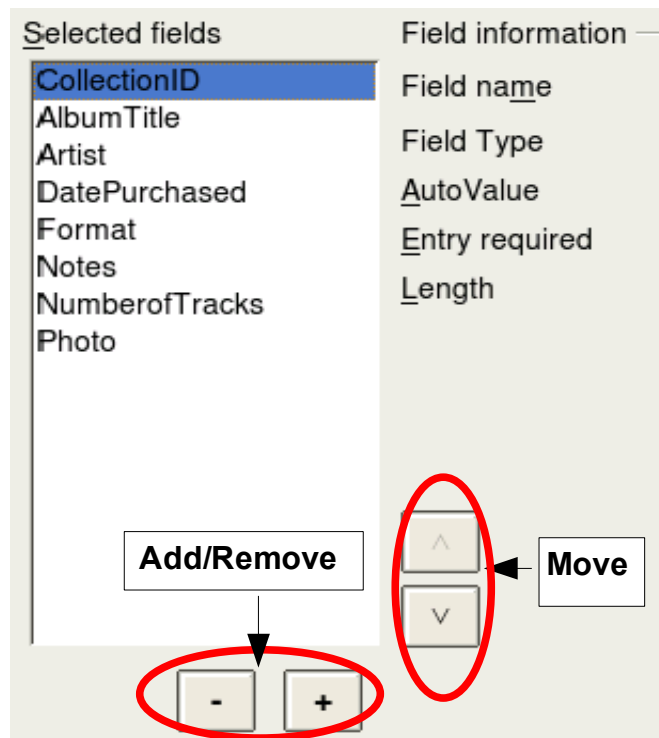 Selected fields
CollectionID
AlbumTitle
Artist
DatePurchased
Format
Notes
NumberofTracks
Photo
Field information
Field name
Field Type
AutoValue
Entry required
Length
^
v
Move
Add/Remove
- +